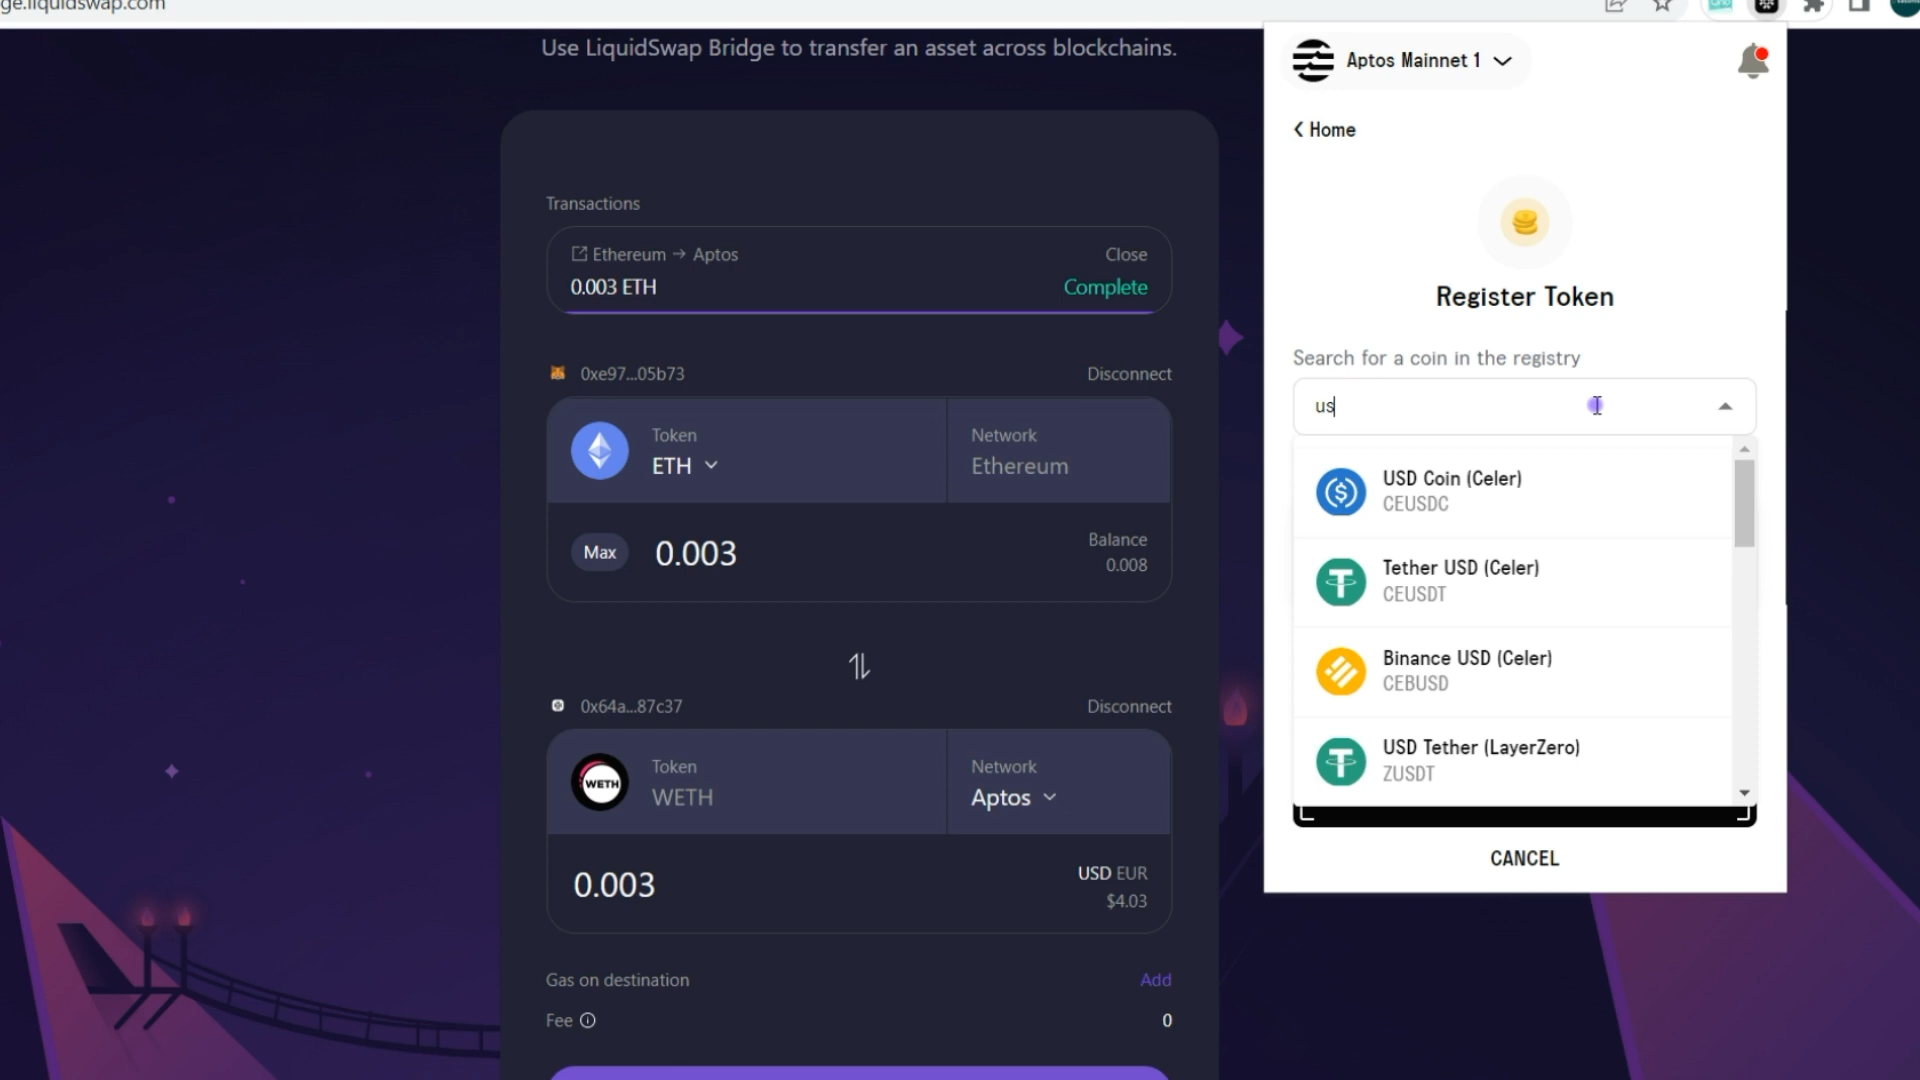 ge.liquidswap.com
Use LiquidSwap Bridge to transfer an asset across blockchains.
Transactions
Ethereum → Aptos
Close
0.003 ETH
Complete
0xe97...05b73
Disconnect
Token
ETH
Network
Ethereum
Max
0.003
Balance
0.008
0x64a...87c37
Disconnect
WETH
Token
WETH
Network
Aptos
0.003
USD EUR
$4.03
Gas on destination
Add
Fee
0
Aptos Mainnet 1
Home
Register Token
Search for a coin in the registry
us
USD Coin (Celer)
CEUSDC
Tether USD (Celer)
CEUSDT
Binance USD (Celer)
CEBUSD
USD Tether (LayerZero)
ZUSDT
CANCEL